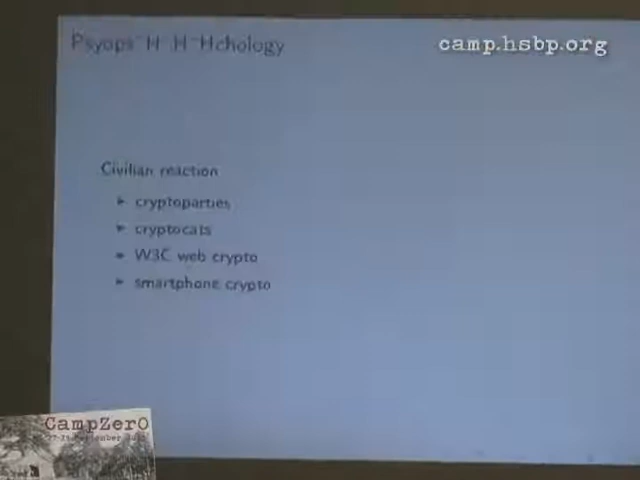 Psyops^H^H^Hchology
camp.hsbp.org
Civilian reaction
▶ cryptoparties
▶ cryptocats
▶ W3C web crypto
▶ smartphone crypto
CampZer0